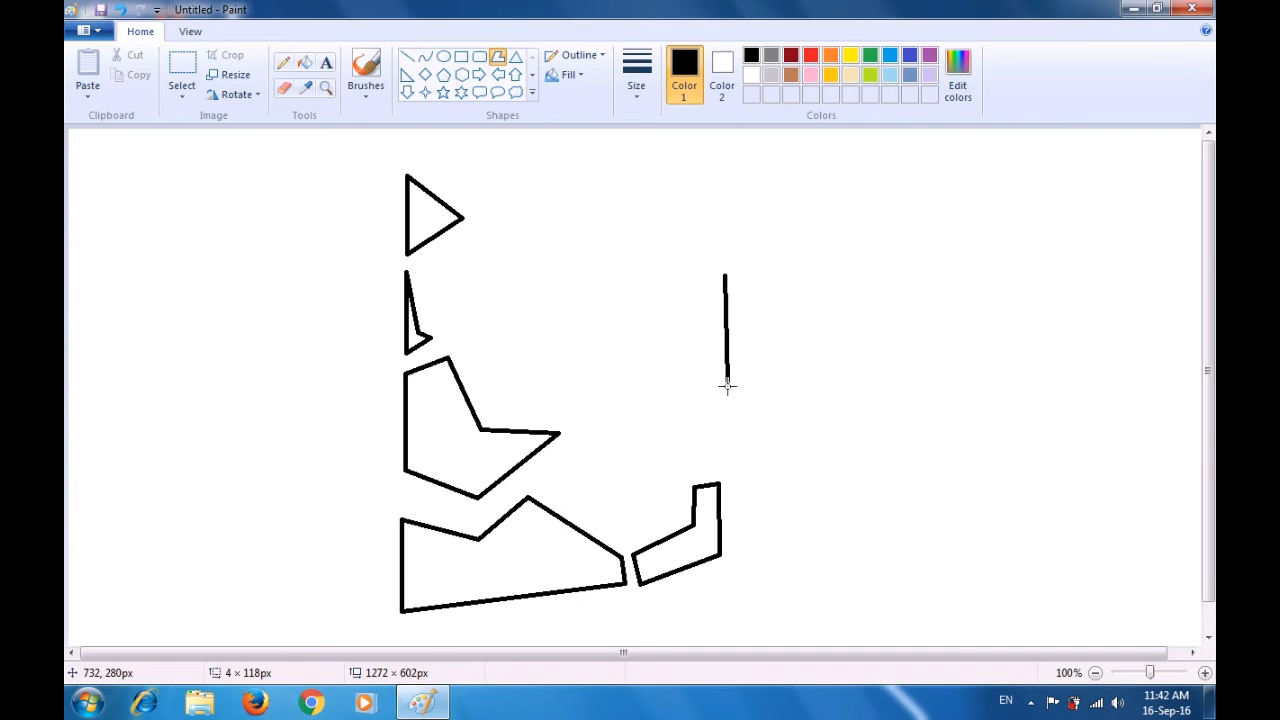 Untitled - Paint
Home View
Paste
Cut
Copy
Clipboard
Select
Crop
Resize
Rotate
Image
A
Tools
Brushes
Shapes
Outline
Fill
Size
Color 1
Color 2
Edit colors
Colors
732, 280px 4 × 118px 1272 × 602px 100%
EN 11:42 AM
16-Sep-16